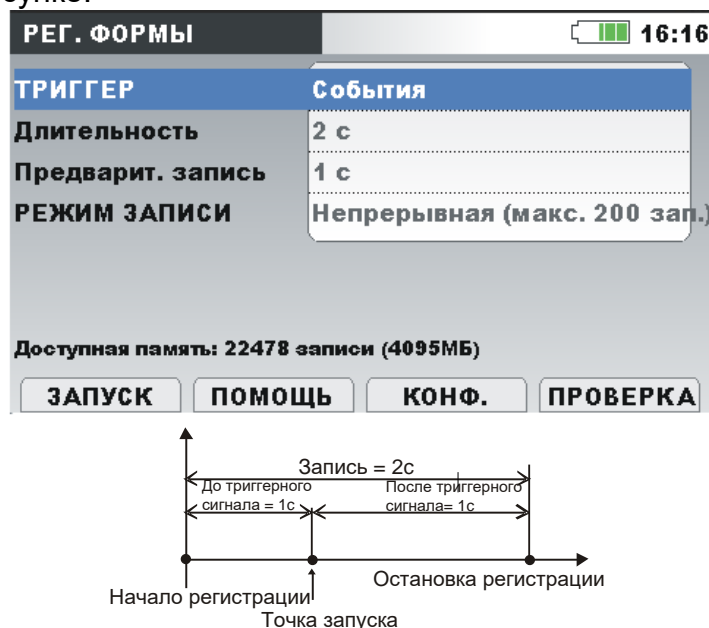 РЕГ. ФОРМЫ 16:16
ТРИГГЕР События
Длительность 2 с
Предварит. запись 1 с
РЕЖИМ ЗАПИСИ Непрерывная (макс. 200 зап.)
Доступная память: 22478 записи (4095МБ)
ЗАПУСК ПОМОЩЬ КОНФ. ПРОВЕРКА
Запись = 2с
До триггерного сигнала = 1с
После триггерного сигнала= 1с
Остановка регистрации
Начало регистрации
Точка запуска